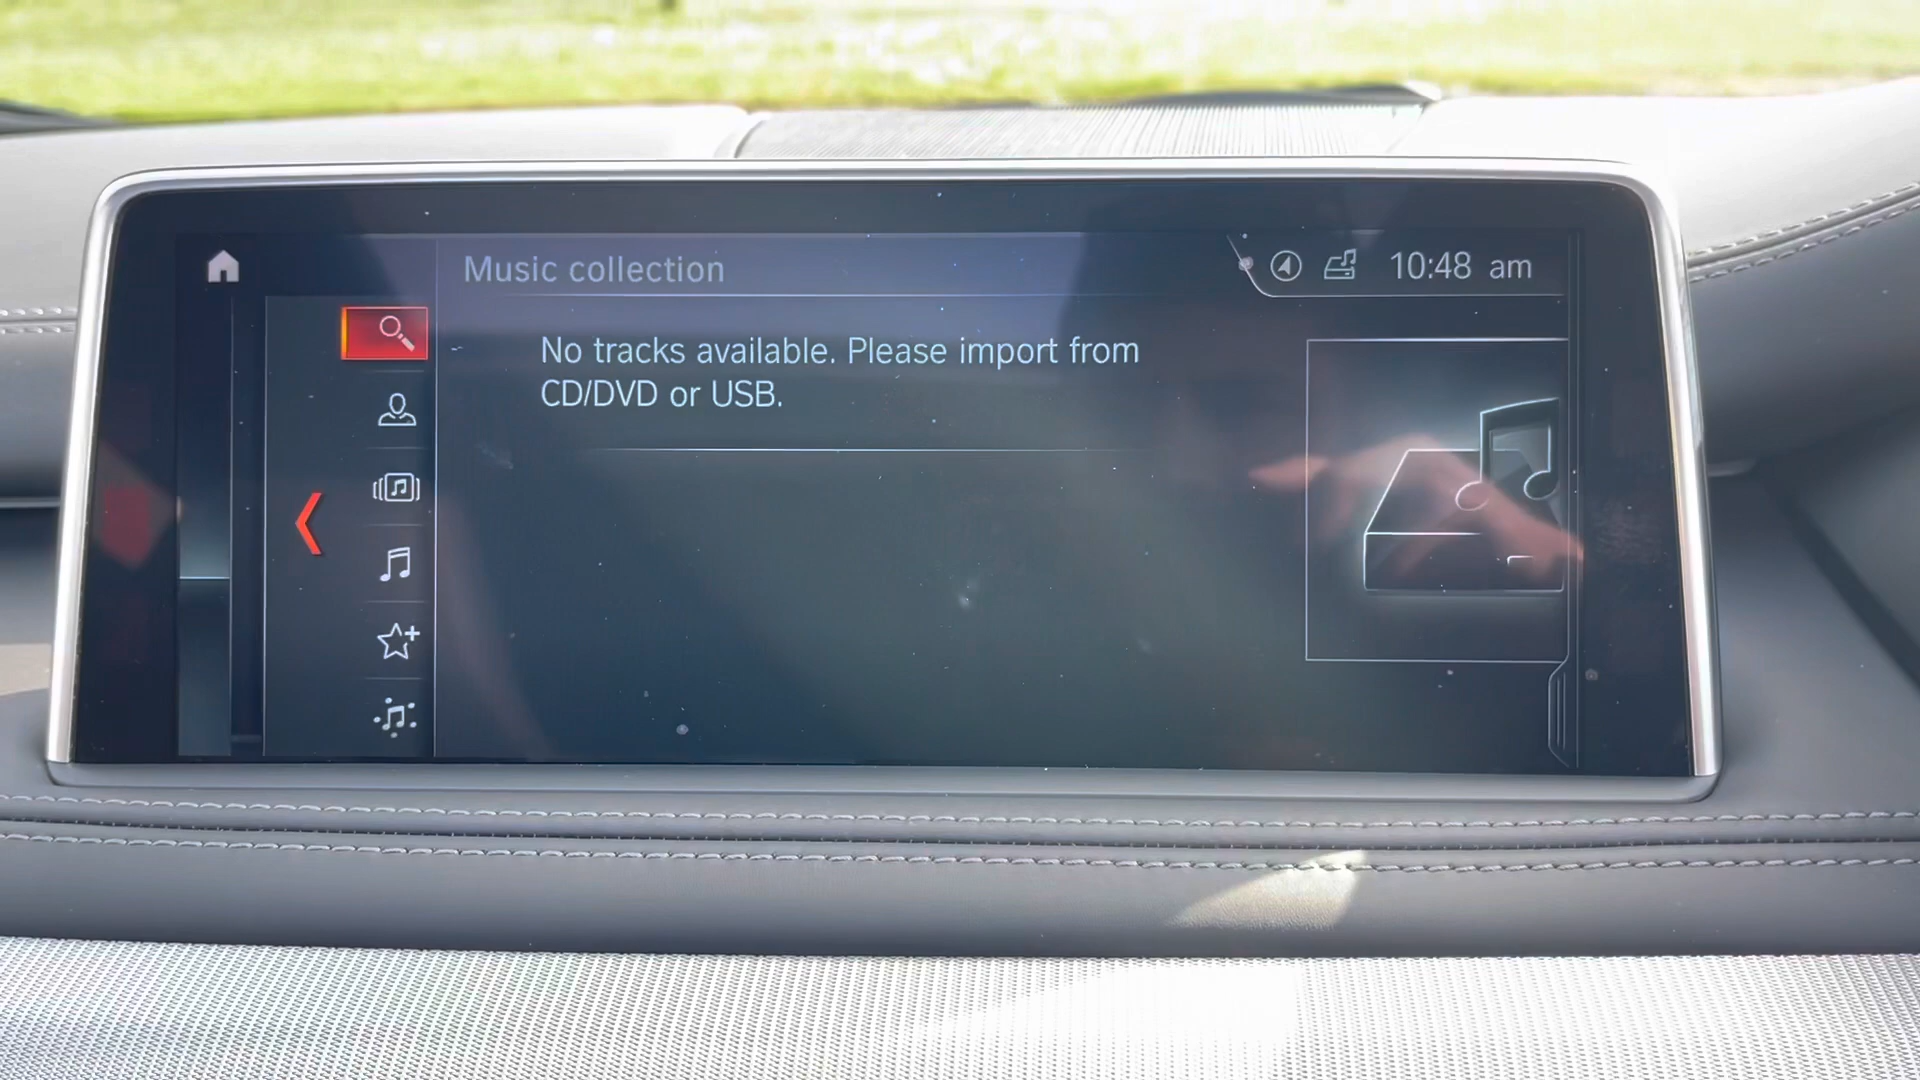 Music collection
10:48 am
No tracks available. Please import from
CD/DVD or USB.